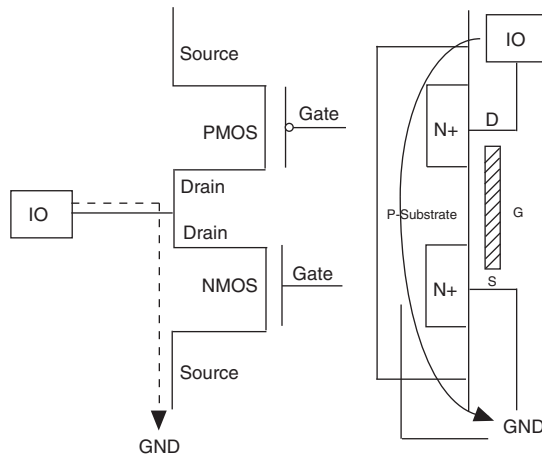 Source
Gate
PMOS
Drain
IO
Drain
Gate
NMOS
Source
GND
IO
D
N+
P-Substrate
G
N+
S
GND